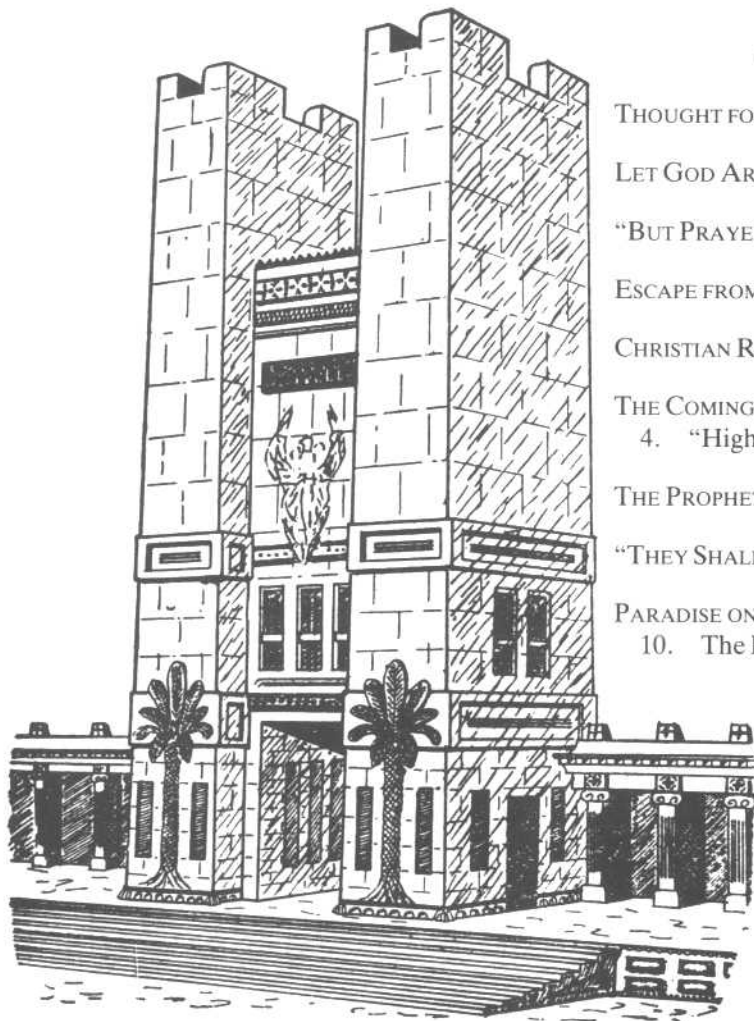 THOUGHT FO
LET GOD AR
“BUT PRAYE
ESCAPE FROM
CHRISTIAN R
THE COMING
4. “High
THE PROPHE
“THEY SHAL
PARADISE ON
10. The